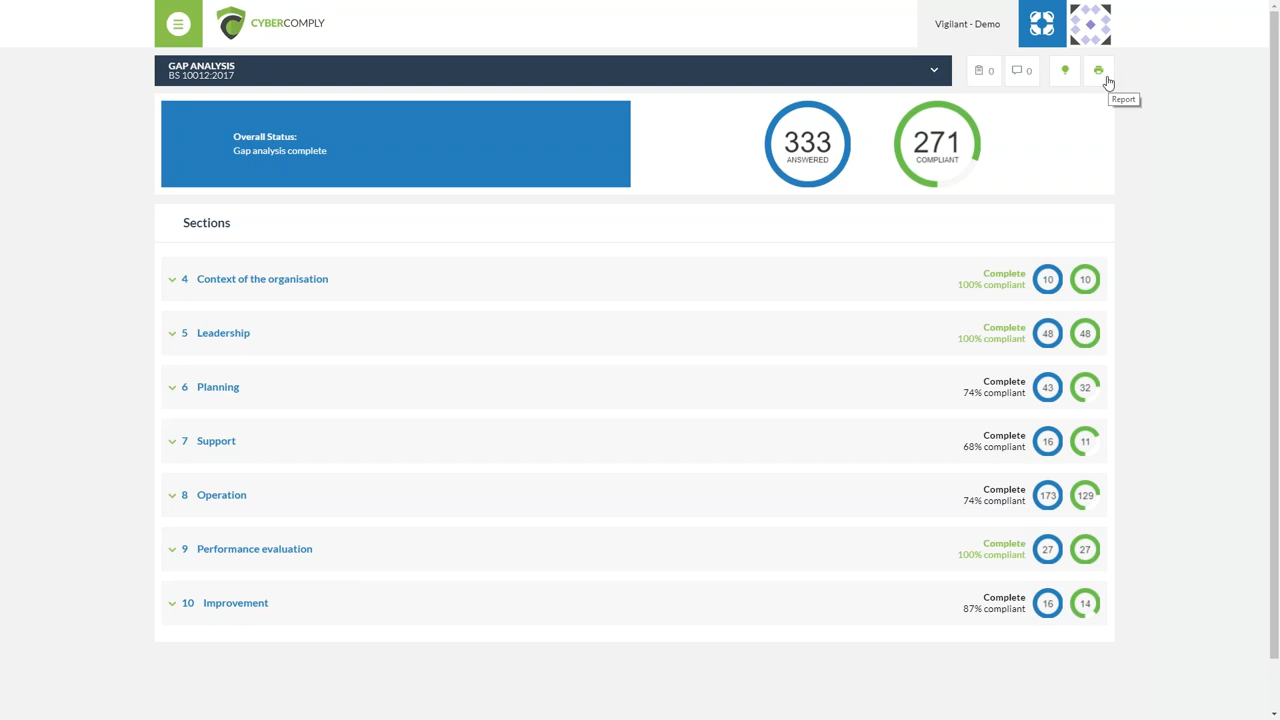 CYBERCOMPLY
Vigilant - Demo
GAP ANALYSIS
BS 10012:2017
0
0
Report
Overall Status:
Gap analysis complete
333
ANSWERED
271
COMPLIANT
Sections
4 Context of the organisation
Complete
100% compliant
10
10
5 Leadership
Complete
100% compliant
48
48
6 Planning
Complete
74% compliant
43
32
7 Support
Complete
68% compliant
16
11
8 Operation
Complete
74% compliant
173
129
9 Performance evaluation
Complete
100% compliant
27
27
10 Improvement
Complete
87% compliant
16
14